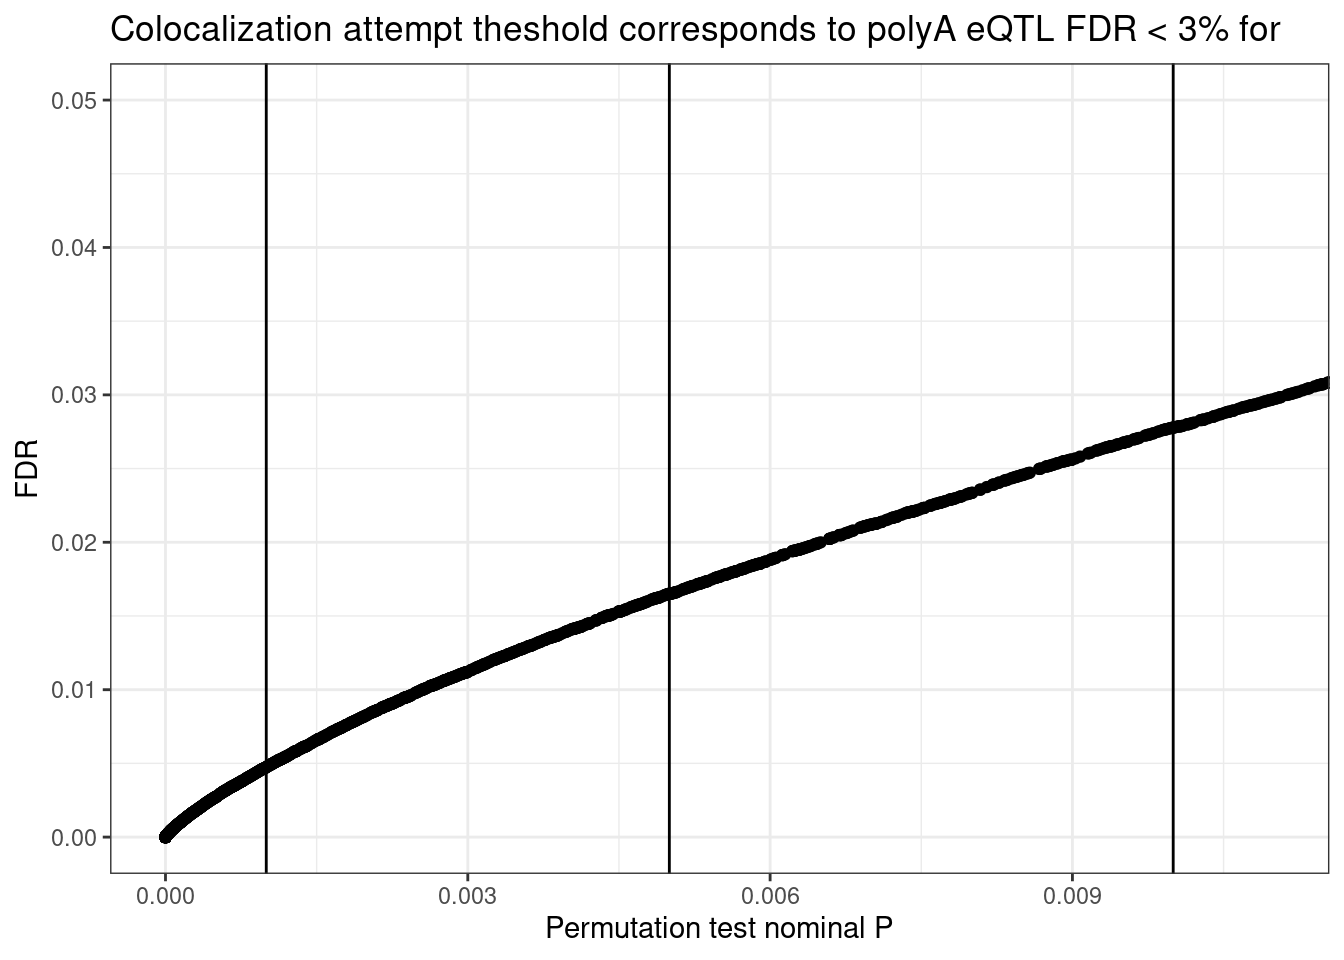 Colocalization attempt theshold corresponds to polyA eQTL FDR < 3% for
0.05
0.04
0.03
0.02
0.01
0.00
FDR
0.000 0.003 0.006 0.009
Permutation test nominal P